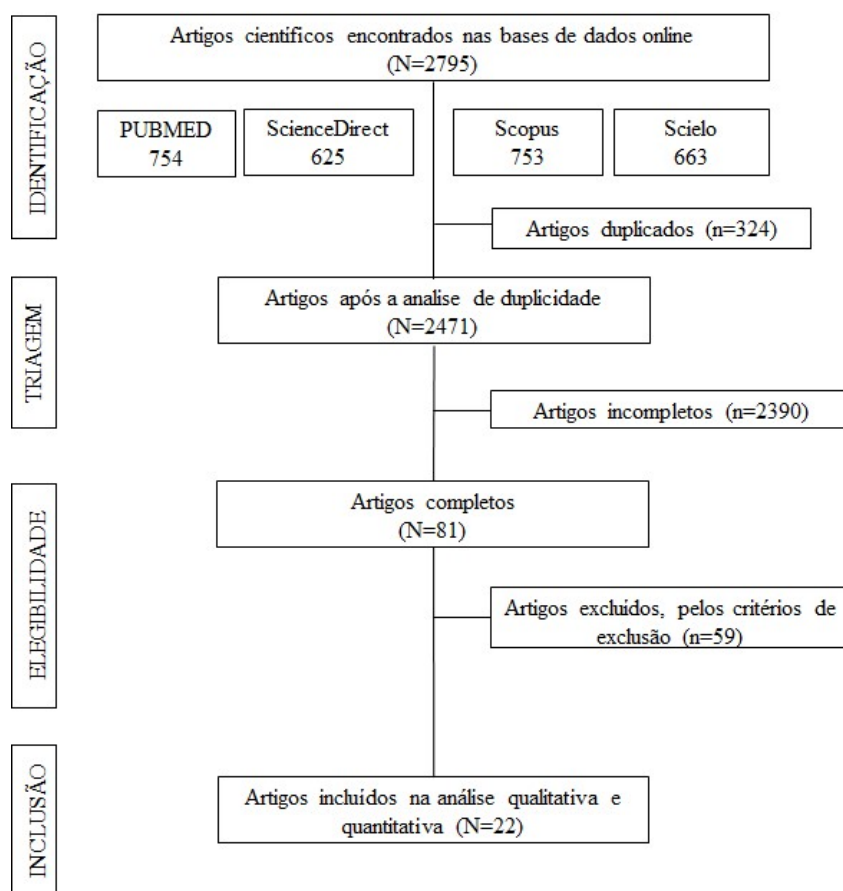 IDENTIFICAÇÃO
Artigos científicos encontrados nas bases de dados online
(N=2795)
PUBMED
754
ScienceDirect
625
Scopus
753
Scielo
663
Artigos duplicados (n=324)
TRIAGEM
Artigos após a analise de duplicidade
(N=2471)
Artigos incompletos (n=2390)
ELEGIBILIDADE
Artigos completos
(N=81)
Artigos excluidos, pelos critérios de
exclusão (n=59)
INCLUSÃO
Artigos incluidos na análise qualitativa e
quantitativa (N=22)